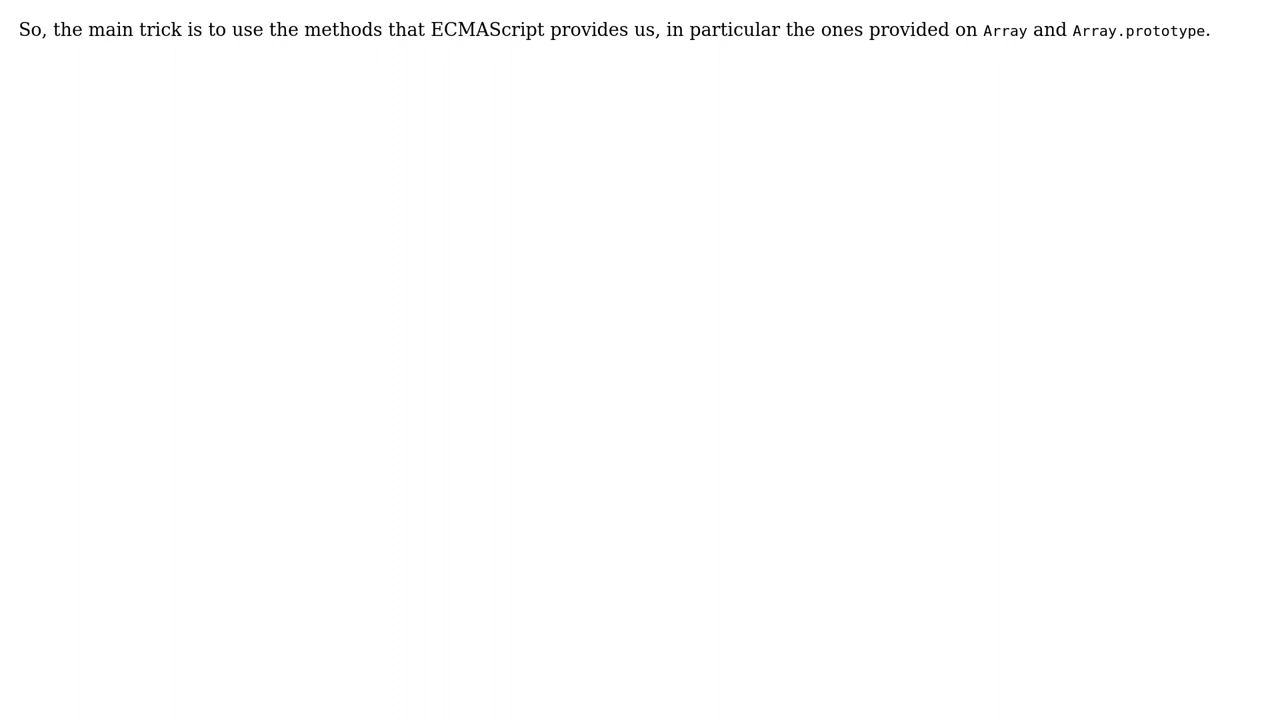 So, the main trick is to use the methods that ECMAScript provides us, in particular the ones provided on Array and Array.prototype.